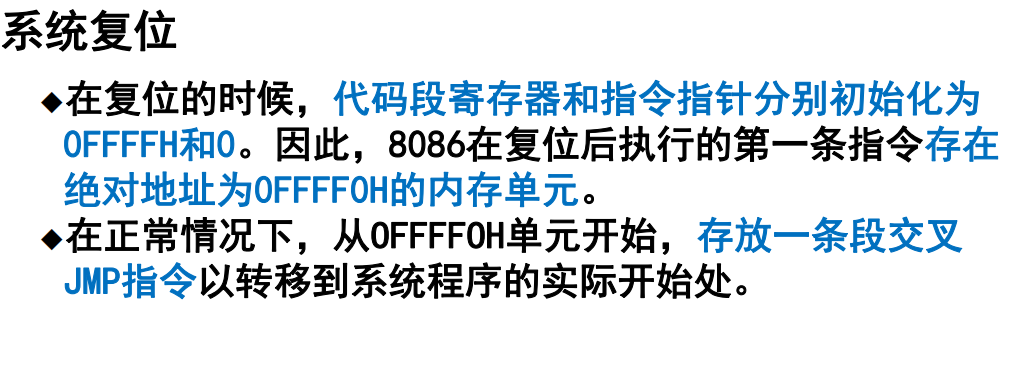 系统复位
◆在复位的时候，代码段寄存器和指令指针分别初始化为
0FFFFH和0。因此，8086在复位后执行的第一条指令存在
绝对地址为0FFFF0H的内存单元。
◆在正常情况下，从0FFFF0H单元开始，存放一条段交叉
JMP指令以转移到系统程序的实际开始处。